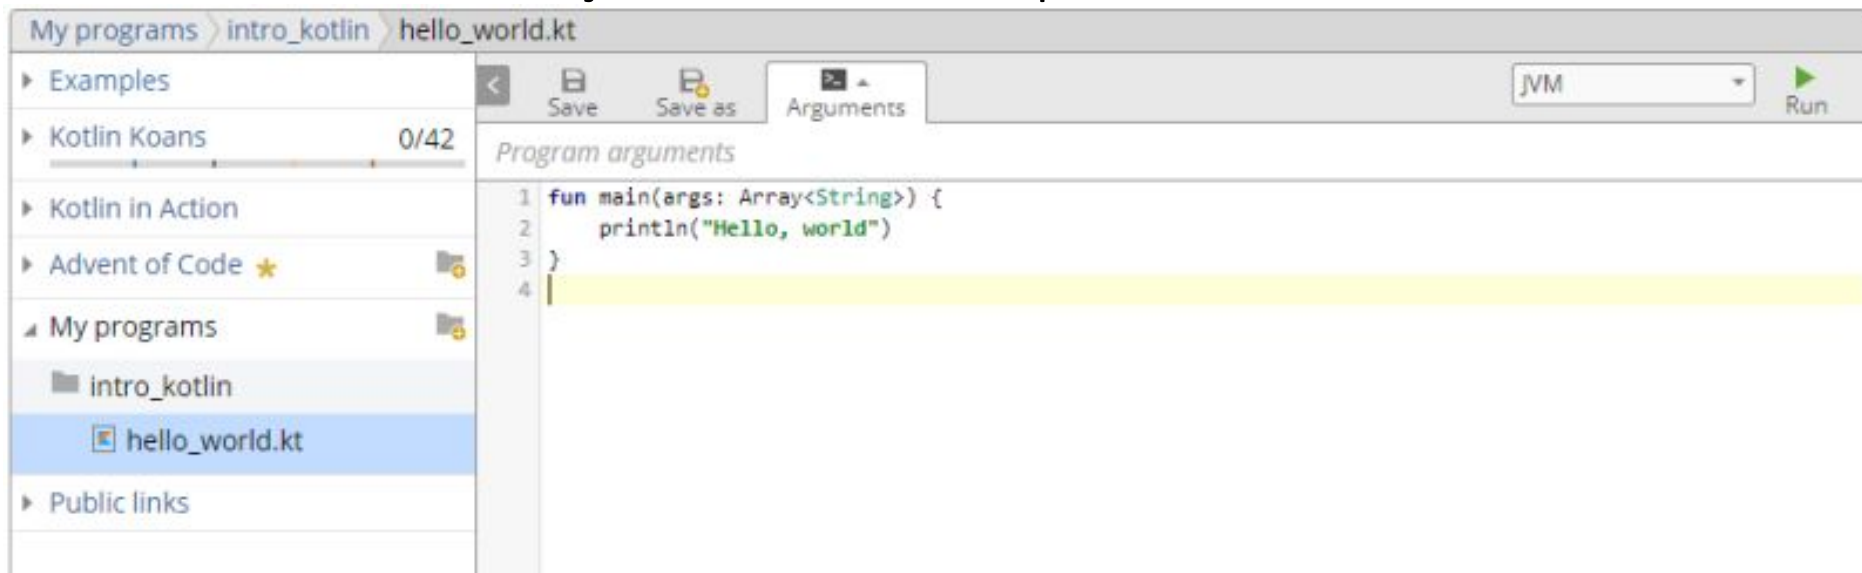 My programs intro_kotlin hello_world.kt
Examples
Kotlin Koans 0/42
Kotlin in Action
Advent of Code
My programs
intro_kotlin
hello_world.kt
Public links
Save Save as Arguments JVM Run
Program arguments
1 fun main(args: Array<String>) {
2 println("Hello, world")
3 }
4